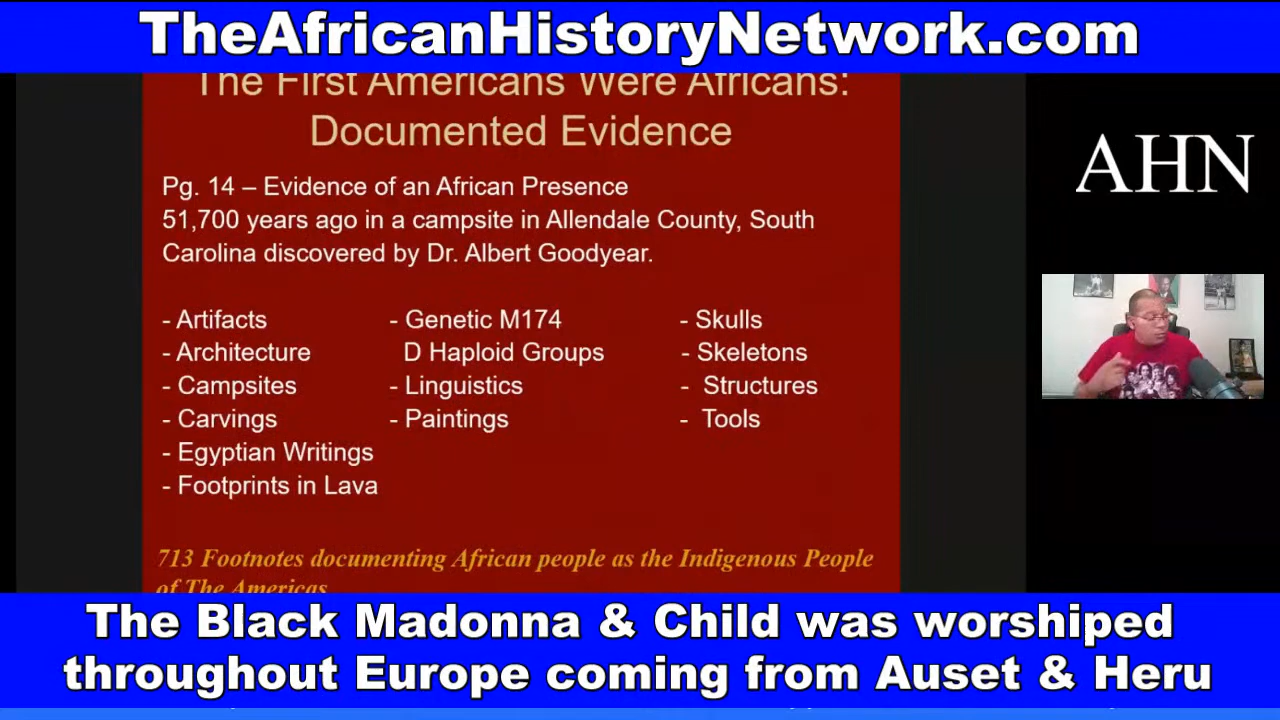 TheAfricanHistoryNetwork.com
The First Americans Were Africans:
Documented Evidence
AHN
Pg. 14 – Evidence of an African Presence
51,700 years ago in a campsite in Allendale County, South
Carolina discovered by Dr. Albert Goodyear.
- Artifacts - Genetic M174 - Skulls
- Architecture D Haploid Groups - Skeletons
- Campsites - Linguistics - Structures
- Carvings - Paintings - Tools
- Egyptian Writings
- Footprints in Lava
713 Footnotes documenting African people as the Indigenous People
of The Americas
The Black Madonna & Child was worshiped
throughout Europe coming from Auset & Heru